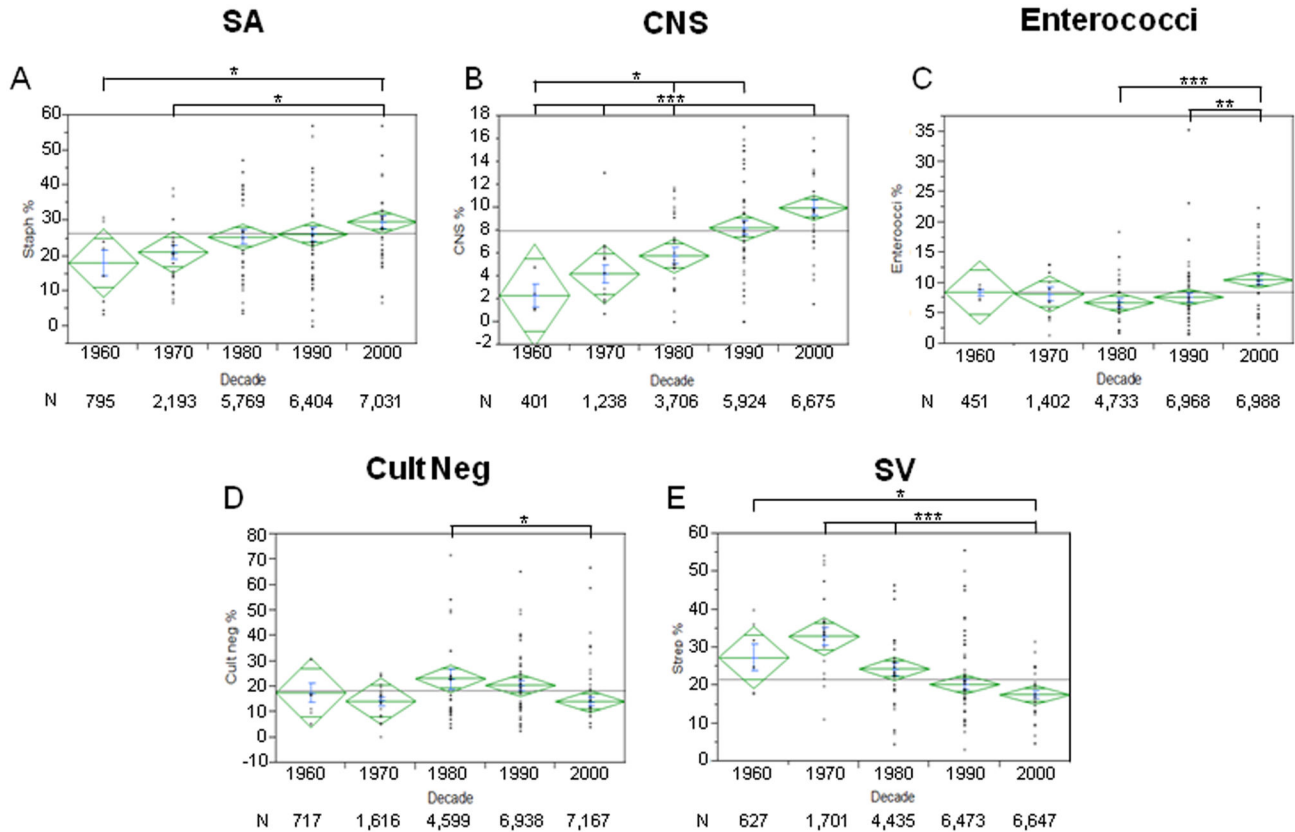 SA
CNS
Enterococci
A
*
*
Staph %
60
50
40
30
20
10
0
1960 1970 1980 1990 2000
Decade
N 795 2,193 5,769 6,404 7,031
B
*
***
CNS %
18
16
14
12
10
8
6
4
2
0
-2
1960 1970 1980 1990 2000
Decade
N 401 1,238 3,706 5,924 6,675
C
***
**
Enterococci %
35
30
25
20
15
10
5
0
1960 1970 1980 1990 2000
Decade
N 451 1,402 4,733 6,968 6,988
Cult Neg
SV
D
*
Cult neg %
80
70
60
50
40
30
20
10
0
-10
1960 1970 1980 1990 2000
Decade
N 717 1,616 4,599 6,938 7,167
E
*
***
Strep %
60
50
40
30
20
10
0
1960 1970 1980 1990 2000
Decade
N 627 1,701 4,435 6,473 6,647